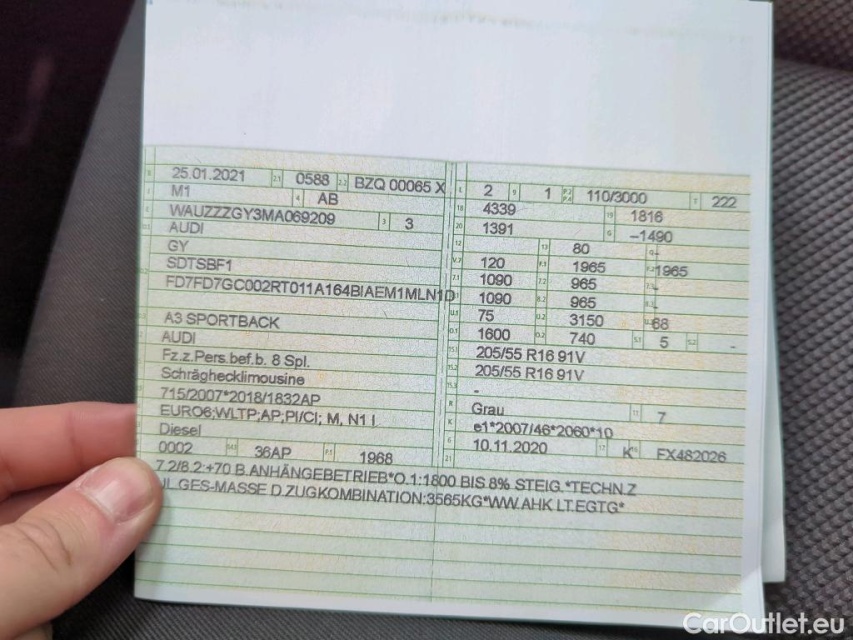 25.01.2021 0588 BZQ 00065 X
M1 AB
WAUZZZGY3MA069209 3
AUDI
GY
SDTSBF1
FD7FD7GC002RT011A164BIAEM1MLN1D
A3 SPORTBACK
AUDI
Fz.z.Pers.bef.b. 8 Spl.
Schräghecklimousine
715/2007*2018/1832AP
EURO6;WLTP;AP;PI/CI; M, N1 I
Diesel
0002 36AP 1968
2 1 110/3000 222
4339 1816
1391 –1490
80 -
120 1965 -1965
1090 965 -
1090 965 -
75 3150 68
1600 740 5 -
205/55 R16 91V
205/55 R16 91V
-
Grau 7
e1*2007/46*2060*10
10.11.2020 K FX482026
7.2/8.2:+70 B.ANHÄNGEBETRIEB*O.1:1800 BIS 8% STEIG.*TECHN.Z
UL.GES-MASSE D.ZUGKOMBINATION:3565KG*WW.AHK LT.EGTG*
CarOutlet.eu